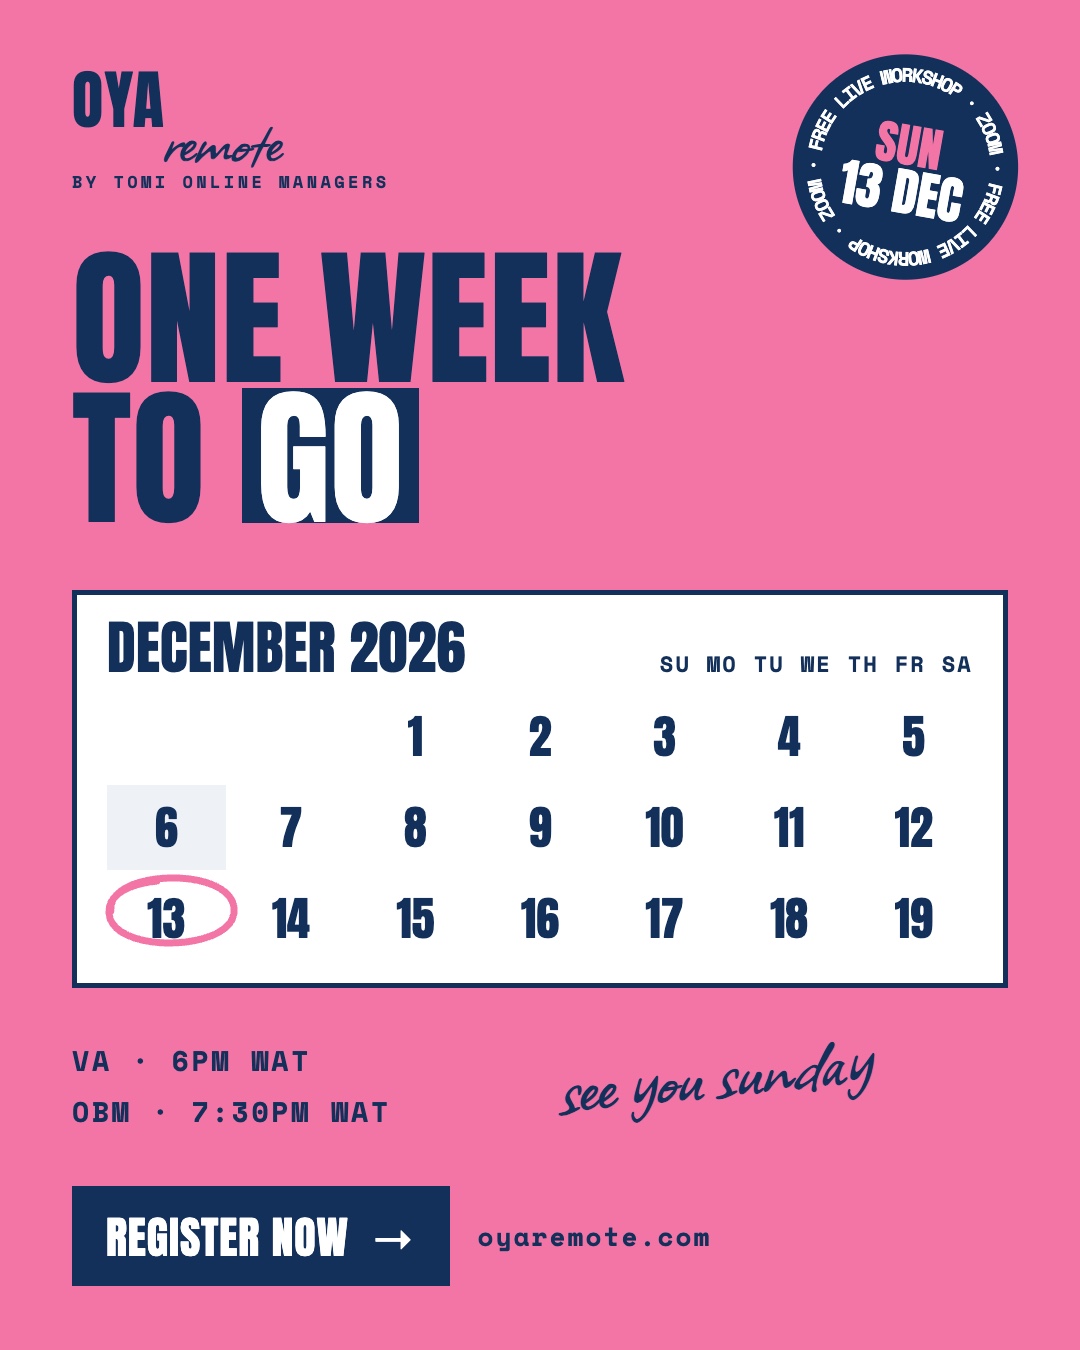 OYA
remote
BY TOMI ONLINE MANAGERS
FREE LIVE WORKSHOP · ZOOM · FREE LIVE WORKSHOP · ZOOM ·
SUN
13 DEC
ONE WEEK
TO GO
DECEMBER 2026
SU MO TU WE TH FR SA
1 2 3 4 5
6 7 8 9 10 11 12
13 14 15 16 17 18 19
VA · 6PM WAT
OBM · 7:30PM WAT
see you sunday
REGISTER NOW →
oyaremote.com